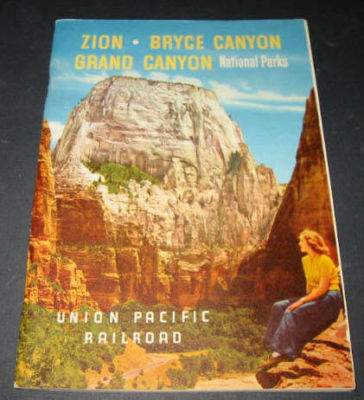 ZION • BRYCE CANYON
GRAND CANYON National Parks
UNION PACIFIC
RAILROAD